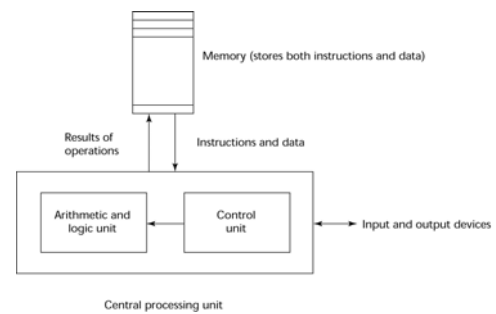 Memory (stores both instructions and data)
Results of
operations
Instructions and data
Arithmetic and
logic unit
Control
unit
Input and output devices
Central processing unit